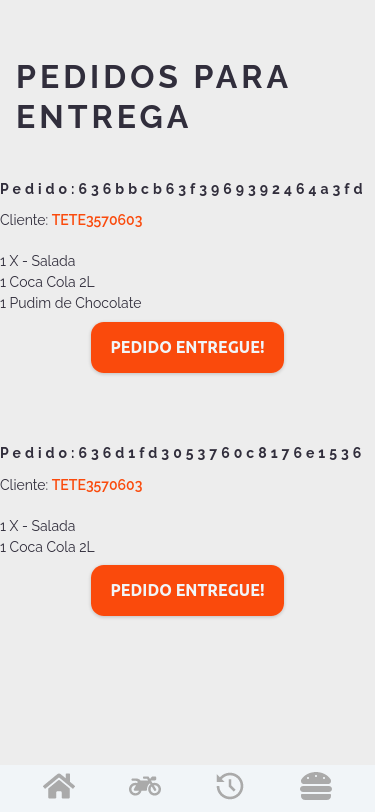 PEDIDOS PARA
ENTREGA
Pedido:636bbcb63f3969392464a3fd
Cliente: TETE3570603
1 X - Salada
1 Coca Cola 2L
1 Pudim de Chocolate
PEDIDO ENTREGUE!
Pedido:636d1fd3053760c8176e1536
Cliente: TETE3570603
1 X - Salada
1 Coca Cola 2L
PEDIDO ENTREGUE!